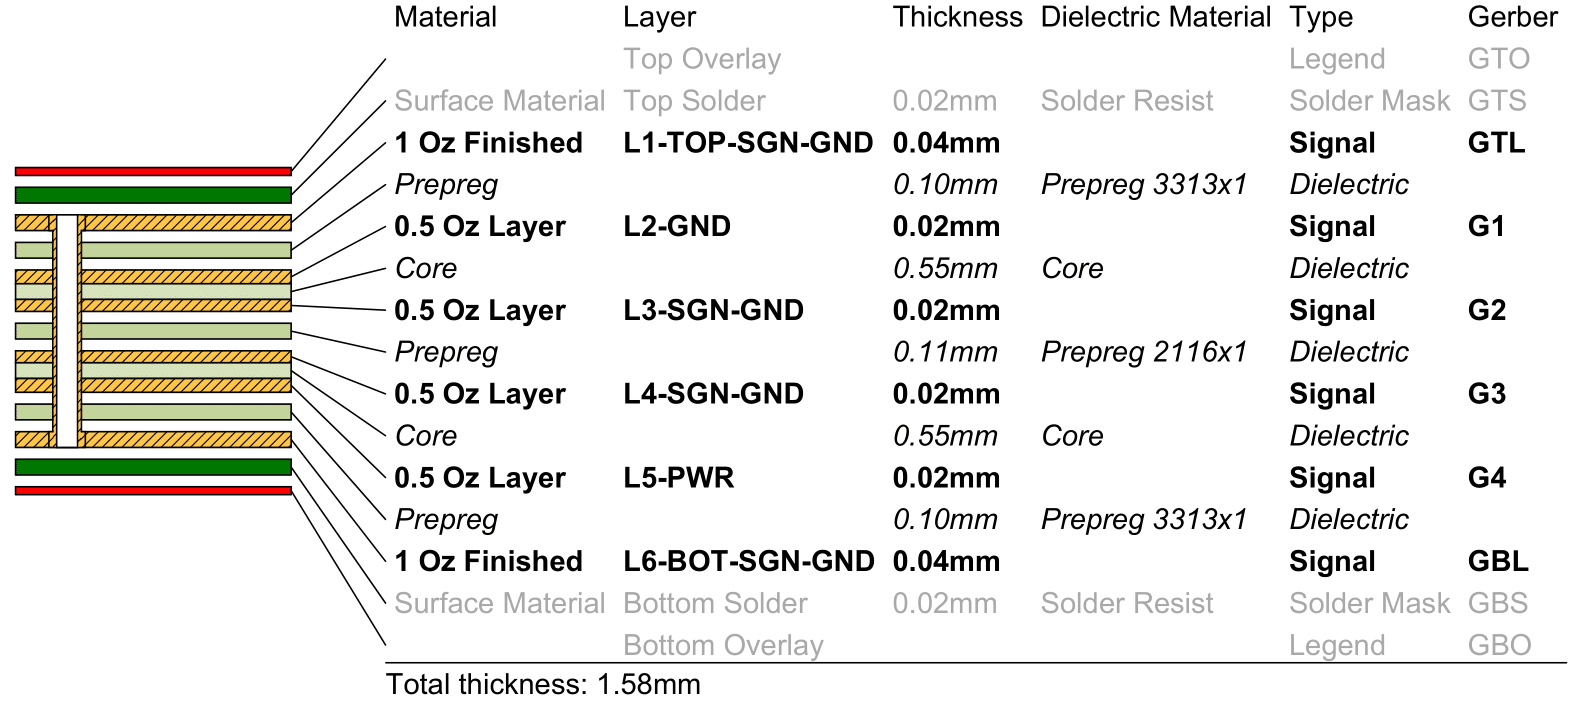 Material Layer Thickness Dielectric Material Type Gerber
Top Overlay Legend GTO
Surface Material Top Solder 0.02mm Solder Resist Solder Mask GTS
1 Oz Finished L1-TOP-SGN-GND 0.04mm Signal GTL
Prepreg 0.10mm Prepreg 3313x1 Dielectric
0.5 Oz Layer L2-GND 0.02mm Signal G1
Core 0.55mm Core Dielectric
0.5 Oz Layer L3-SGN-GND 0.02mm Signal G2
Prepreg 0.11mm Prepreg 2116x1 Dielectric
0.5 Oz Layer L4-SGN-GND 0.02mm Signal G3
Core 0.55mm Core Dielectric
0.5 Oz Layer L5-PWR 0.02mm Signal G4
Prepreg 0.10mm Prepreg 3313x1 Dielectric
1 Oz Finished L6-BOT-SGN-GND 0.04mm Signal GBL
Surface Material Bottom Solder 0.02mm Solder Resist Solder Mask GBS
Bottom Overlay Legend GBO
Total thickness: 1.58mm